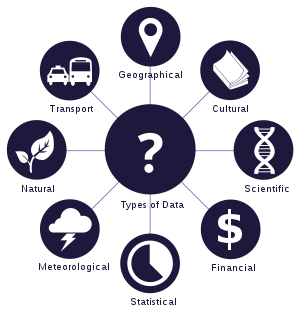 Geographical
Transport
Cultural
?
Natural
Scientific
Types of Data
Meteorological
$
Financial
Statistical